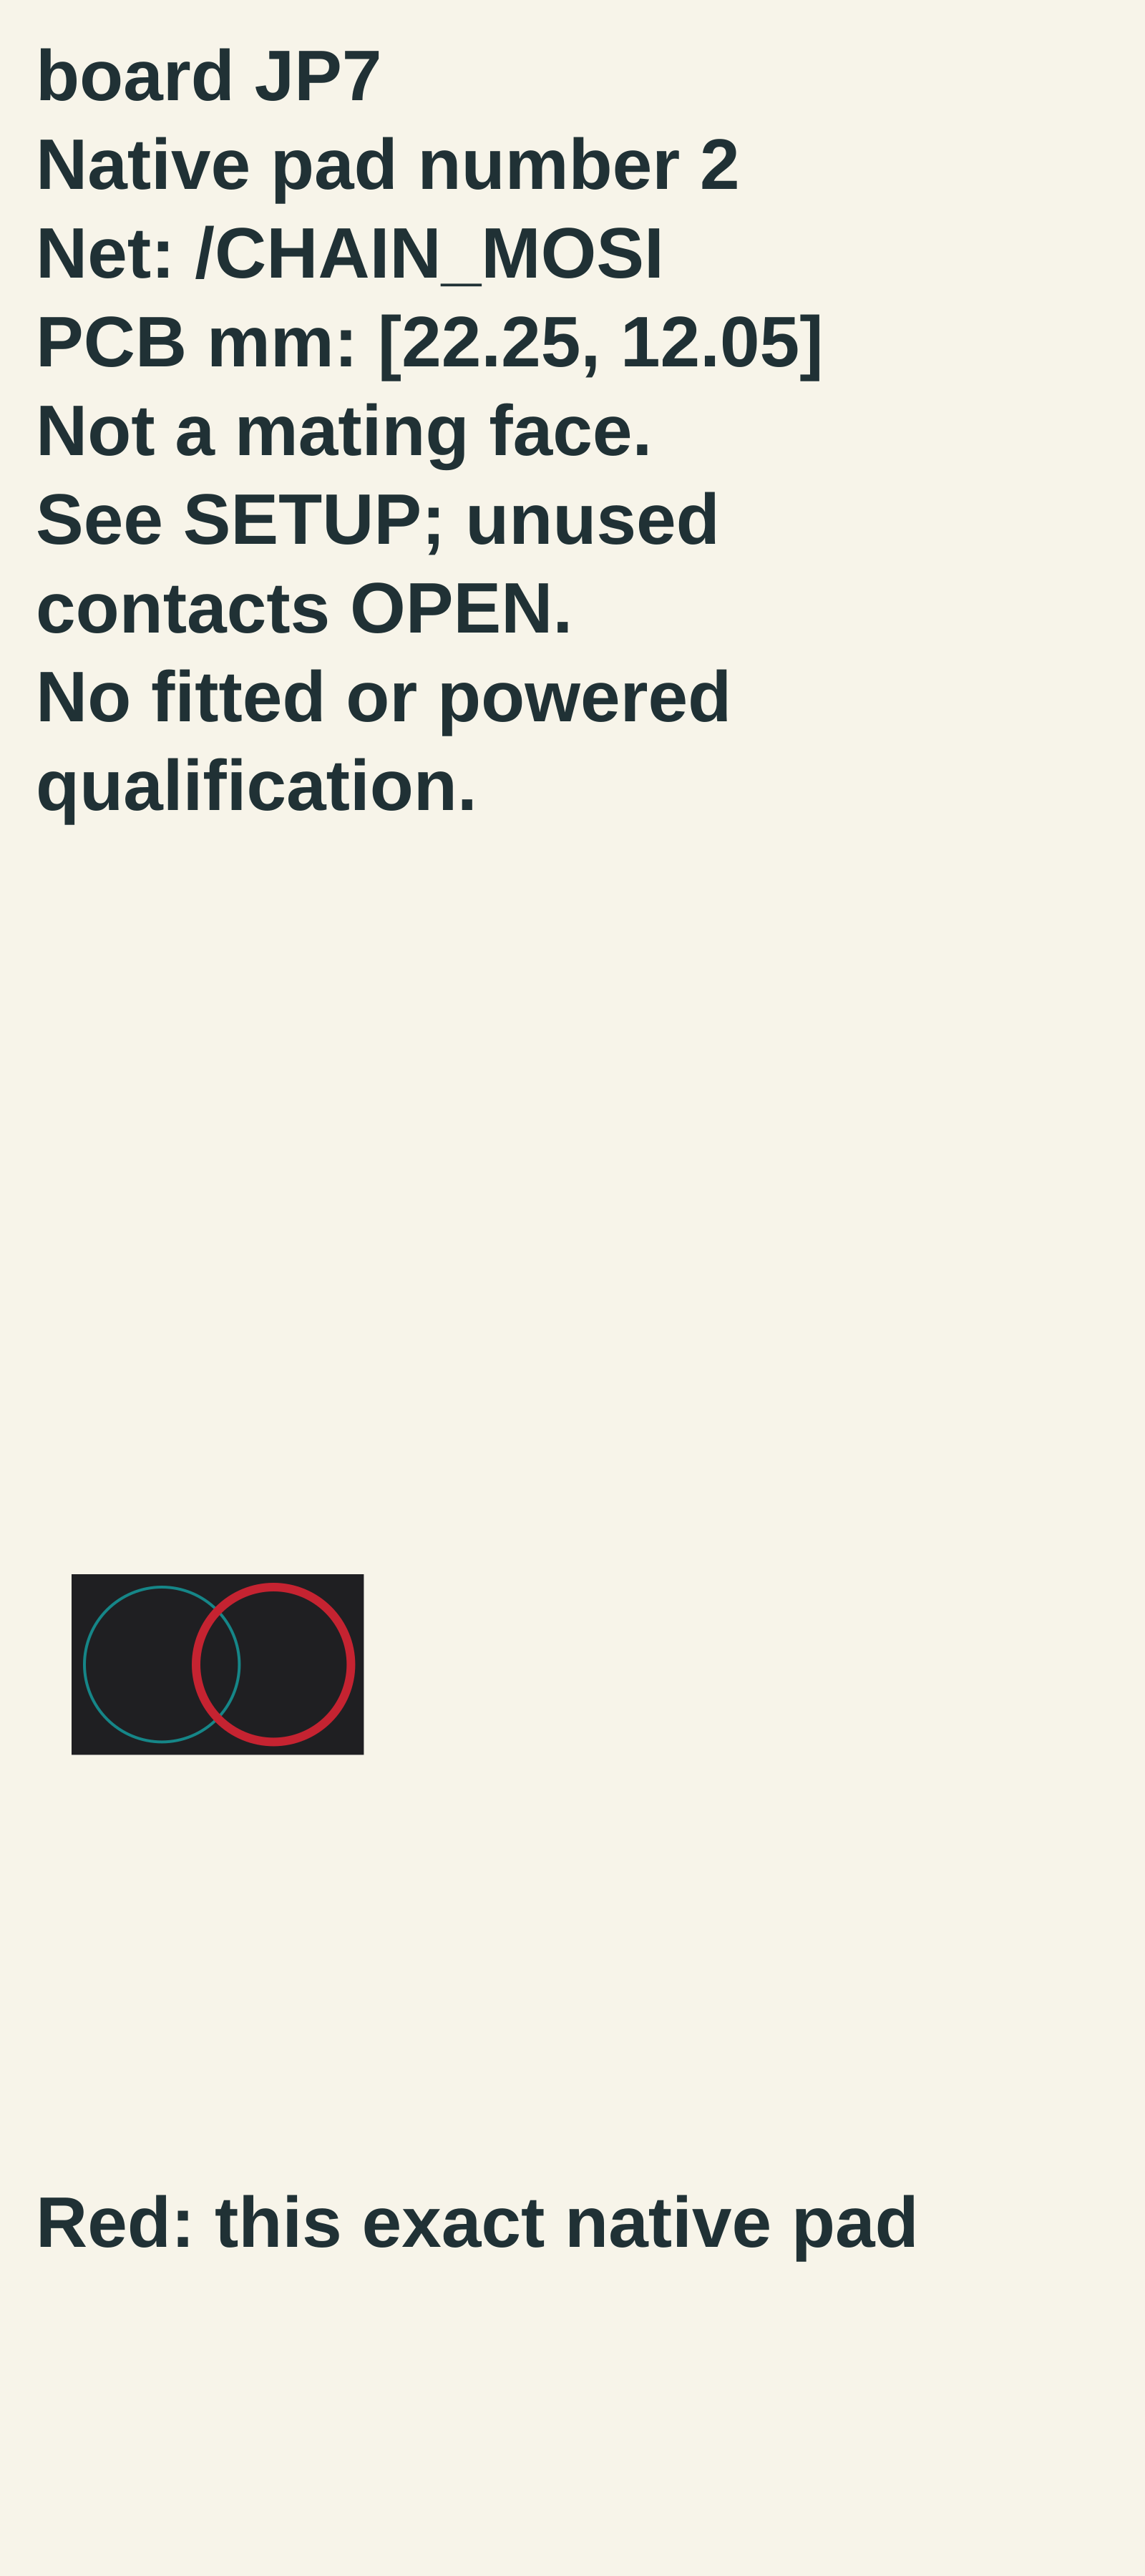 board JP7
Native pad number 2
Net: /CHAIN_MOSI
PCB mm: [22.25, 12.05]
Not a mating face.
See SETUP; unused
contacts OPEN.
No fitted or powered
qualification.
Red: this exact native pad